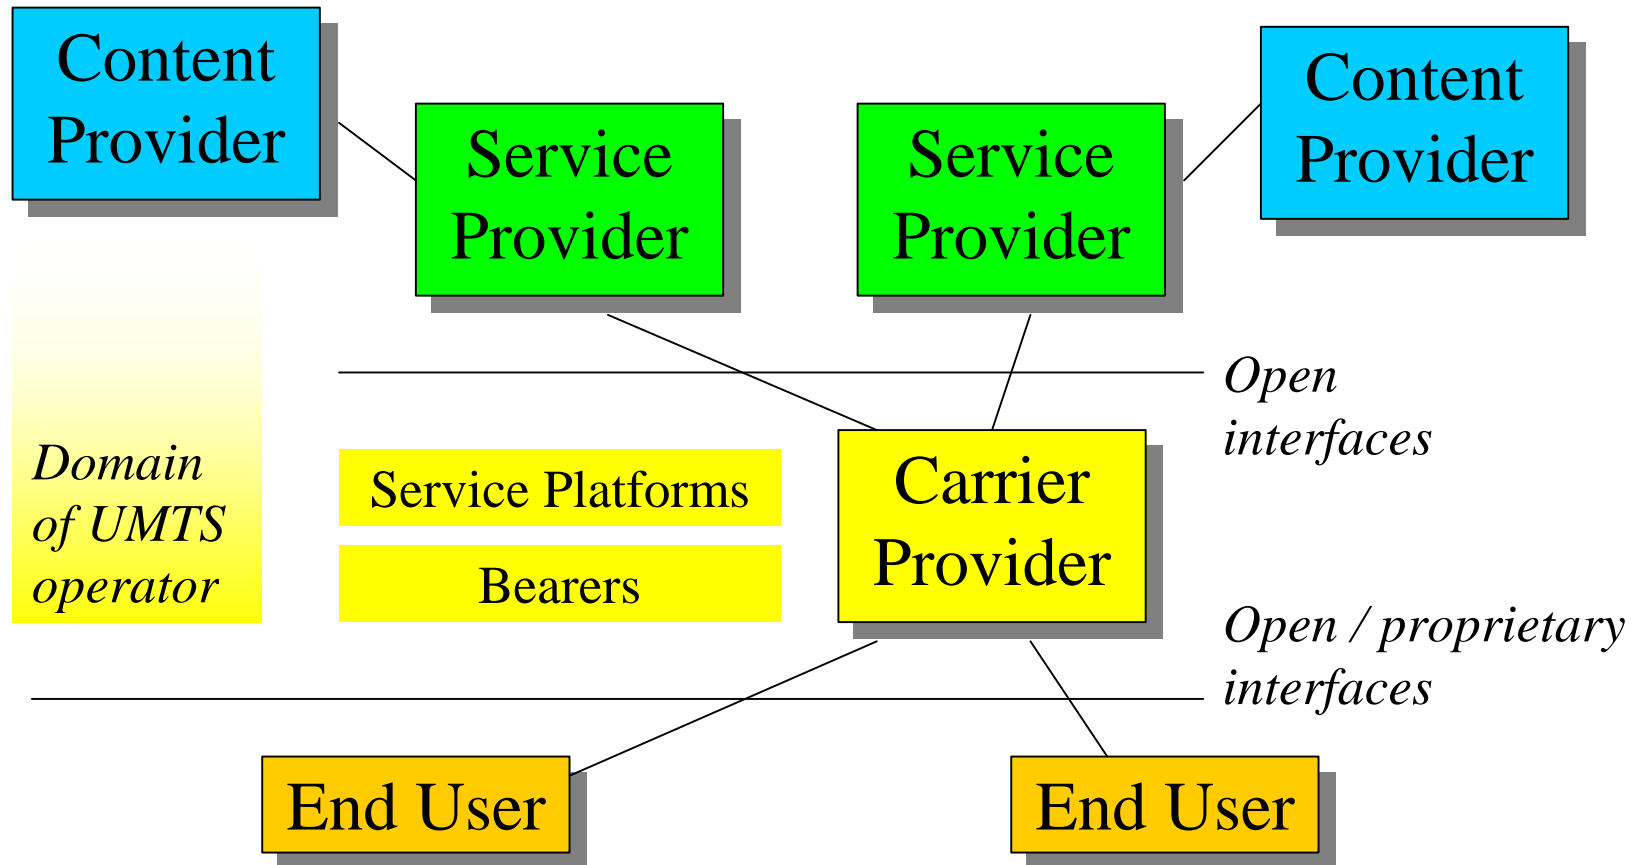 Content
Provider
Service
Provider
Service
Provider
Content
Provider
Open
interfaces
Domain
of UMTS
operator
Service Platforms
Bearers
Carrier
Provider
Open / proprietary
interfaces
End User
End User